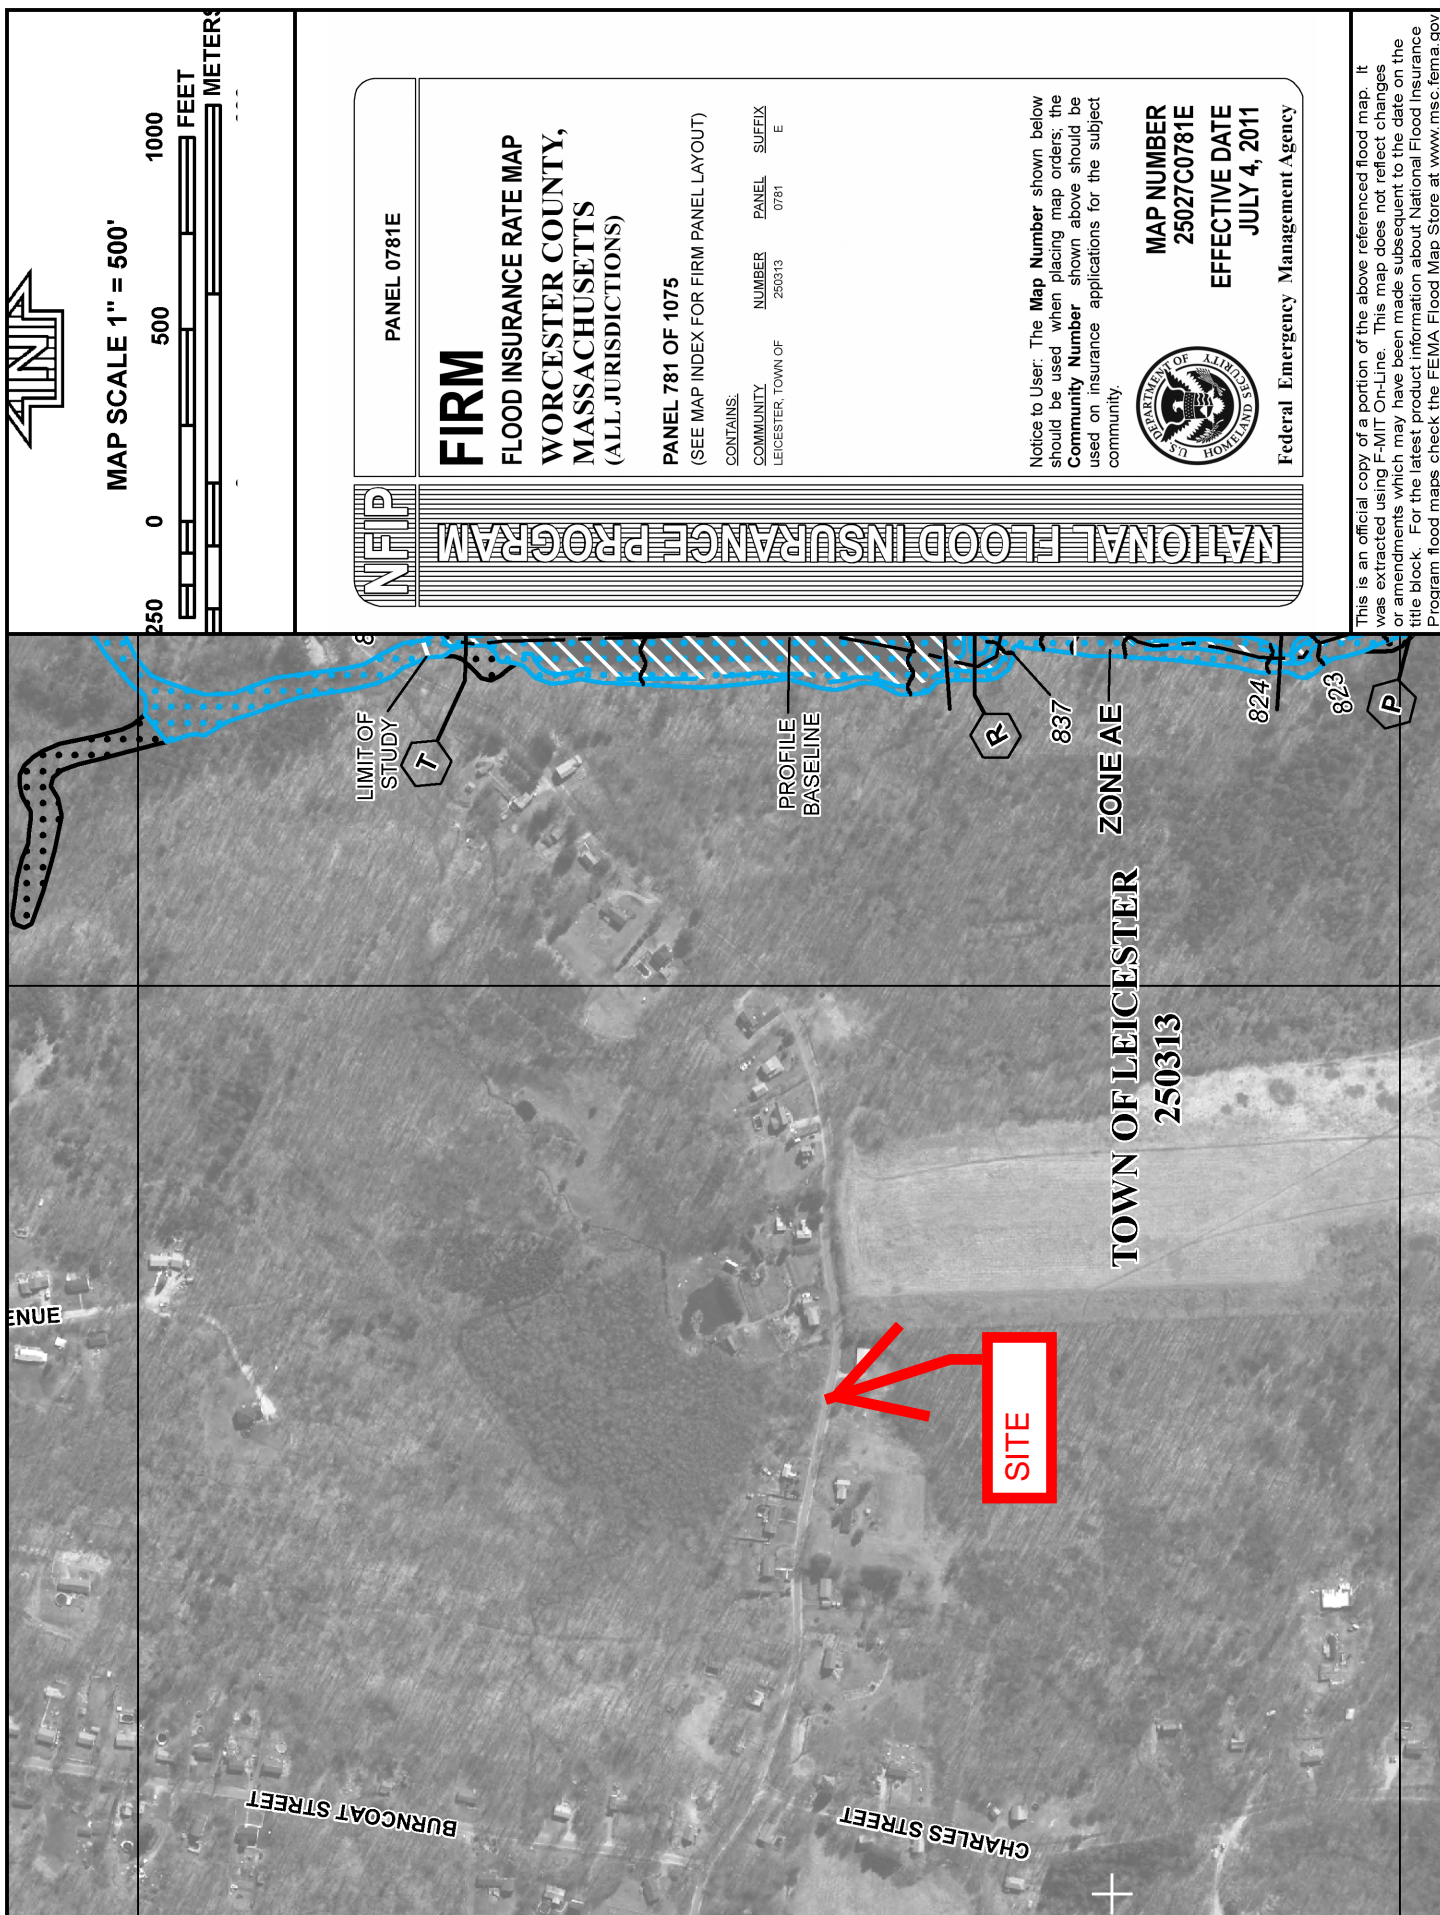 MAP SCALE 1" = 500'
250 0 500 1000
FEET
METERS
NFIP
PANEL 0781E
FIRM
FLOOD INSURANCE RATE MAP
WORCESTER COUNTY,
MASSACHUSETTS
(ALL JURISDICTIONS)
PANEL 781 OF 1075
(SEE MAP INDEX FOR FIRM PANEL LAYOUT)
CONTAINS:
COMMUNITY NUMBER PANEL SUFFIX
LEICESTER, TOWN OF 250313 0781 E
Notice to User: The Map Number shown below
should be used when placing map orders; the
Community Number shown above should be
used on insurance applications for the subject
community.
U.S. DEPARTMENT OF HOMELAND SECURITY
MAP NUMBER
25027C0781E
EFFECTIVE DATE
JULY 4, 2011
Federal Emergency Management Agency
NATIONAL FLOOD INSURANCE PROGRAM
This is an official copy of a portion of the above referenced flood map. It
was extracted using F-MIT On-Line. This map does not reflect changes
or amendments which may have been made subsequent to the date on the
title block. For the latest product information about National Flood Insurance
Program flood maps check the FEMA Flood Map Store at www.msc.fema.gov
LIMIT OF
STUDY
T
PROFILE
BASELINE
R
837
ZONE AE
824
823
P
TOWN OF LEICESTER
250313
ENUE
SITE
BURNCOAT STREET
CHARLES STREET